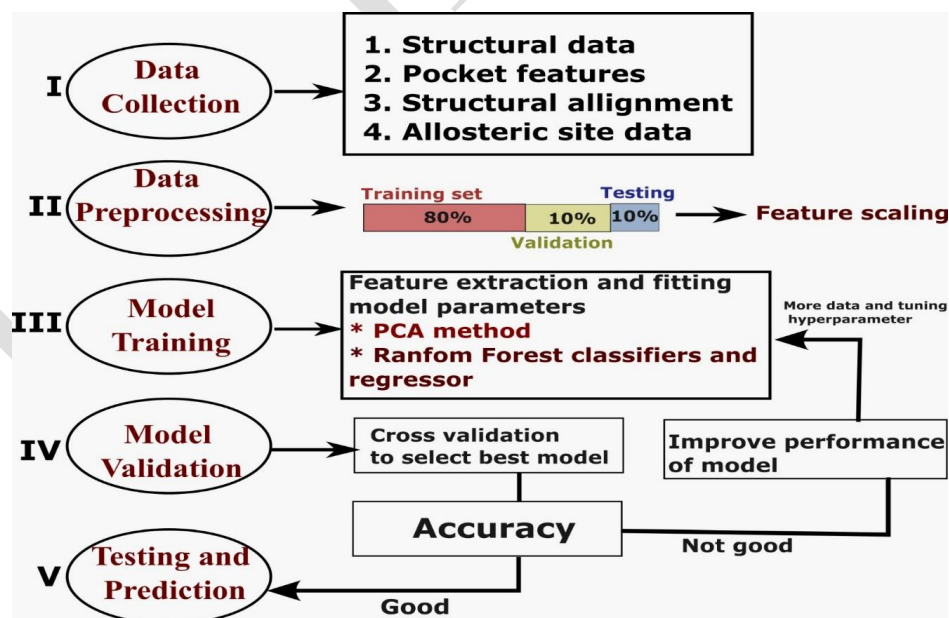 I
Data
Collection
1. Structural data
2. Pocket features
3. Structural allignment
4. Allosteric site data
II
Data
Preprocessing
Training set
Testing
80%
10%
10%
Validation
Feature scaling
III
Model
Training
Feature extraction and fitting
model parameters
* PCA method
* Ranfom Forest classifiers and
regressor
More data and tuning
hyperparameter
IV
Model
Validation
Cross validation
to select best model
Improve performance
of model
Accuracy
Not good
V
Testing and
Prediction
Good